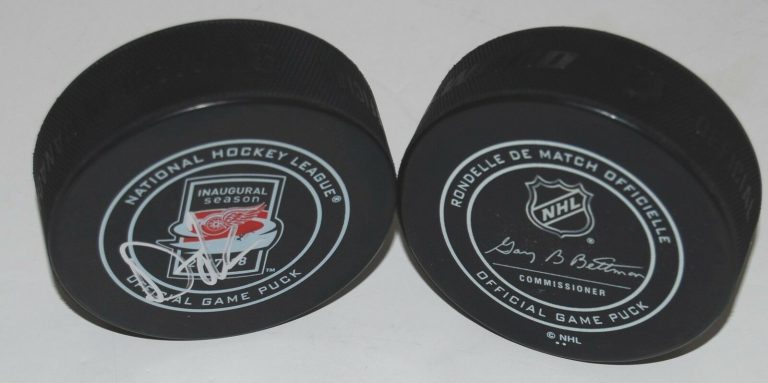 NATIONAL HOCKEY LEAGUE®
INAUGURAL
season
OFFICIAL GAME PUCK
RONDELLE DE MATCH OFFICIELLE
NHL
®
Gary B Bettman
COMMISSIONER
OFFICIAL GAME PUCK
© NHL